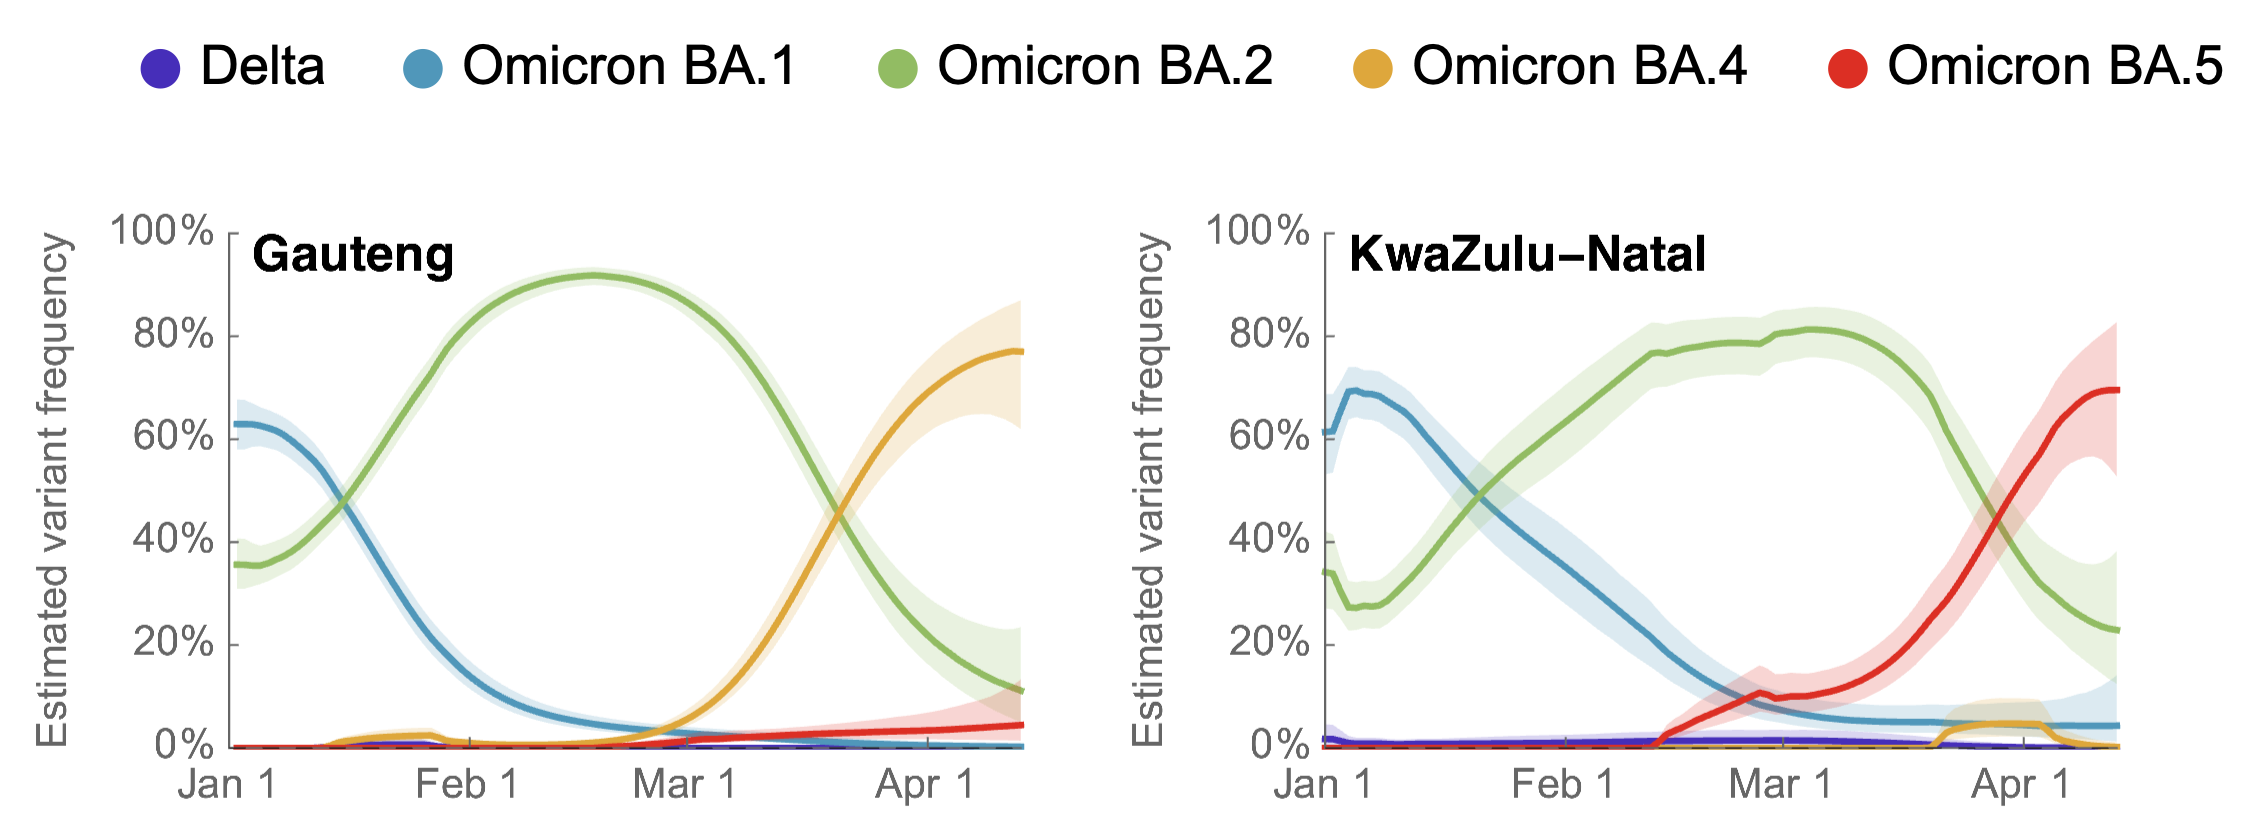 Delta Omicron BA.1 Omicron BA.2 Omicron BA.4 Omicron BA.5
Estimated variant frequency
100%
80%
60%
40%
20%
0%
Gauteng
Jan 1 Feb 1 Mar 1 Apr 1
Estimated variant frequency
100%
80%
60%
40%
20%
0%
KwaZulu–Natal
Jan 1 Feb 1 Mar 1 Apr 1